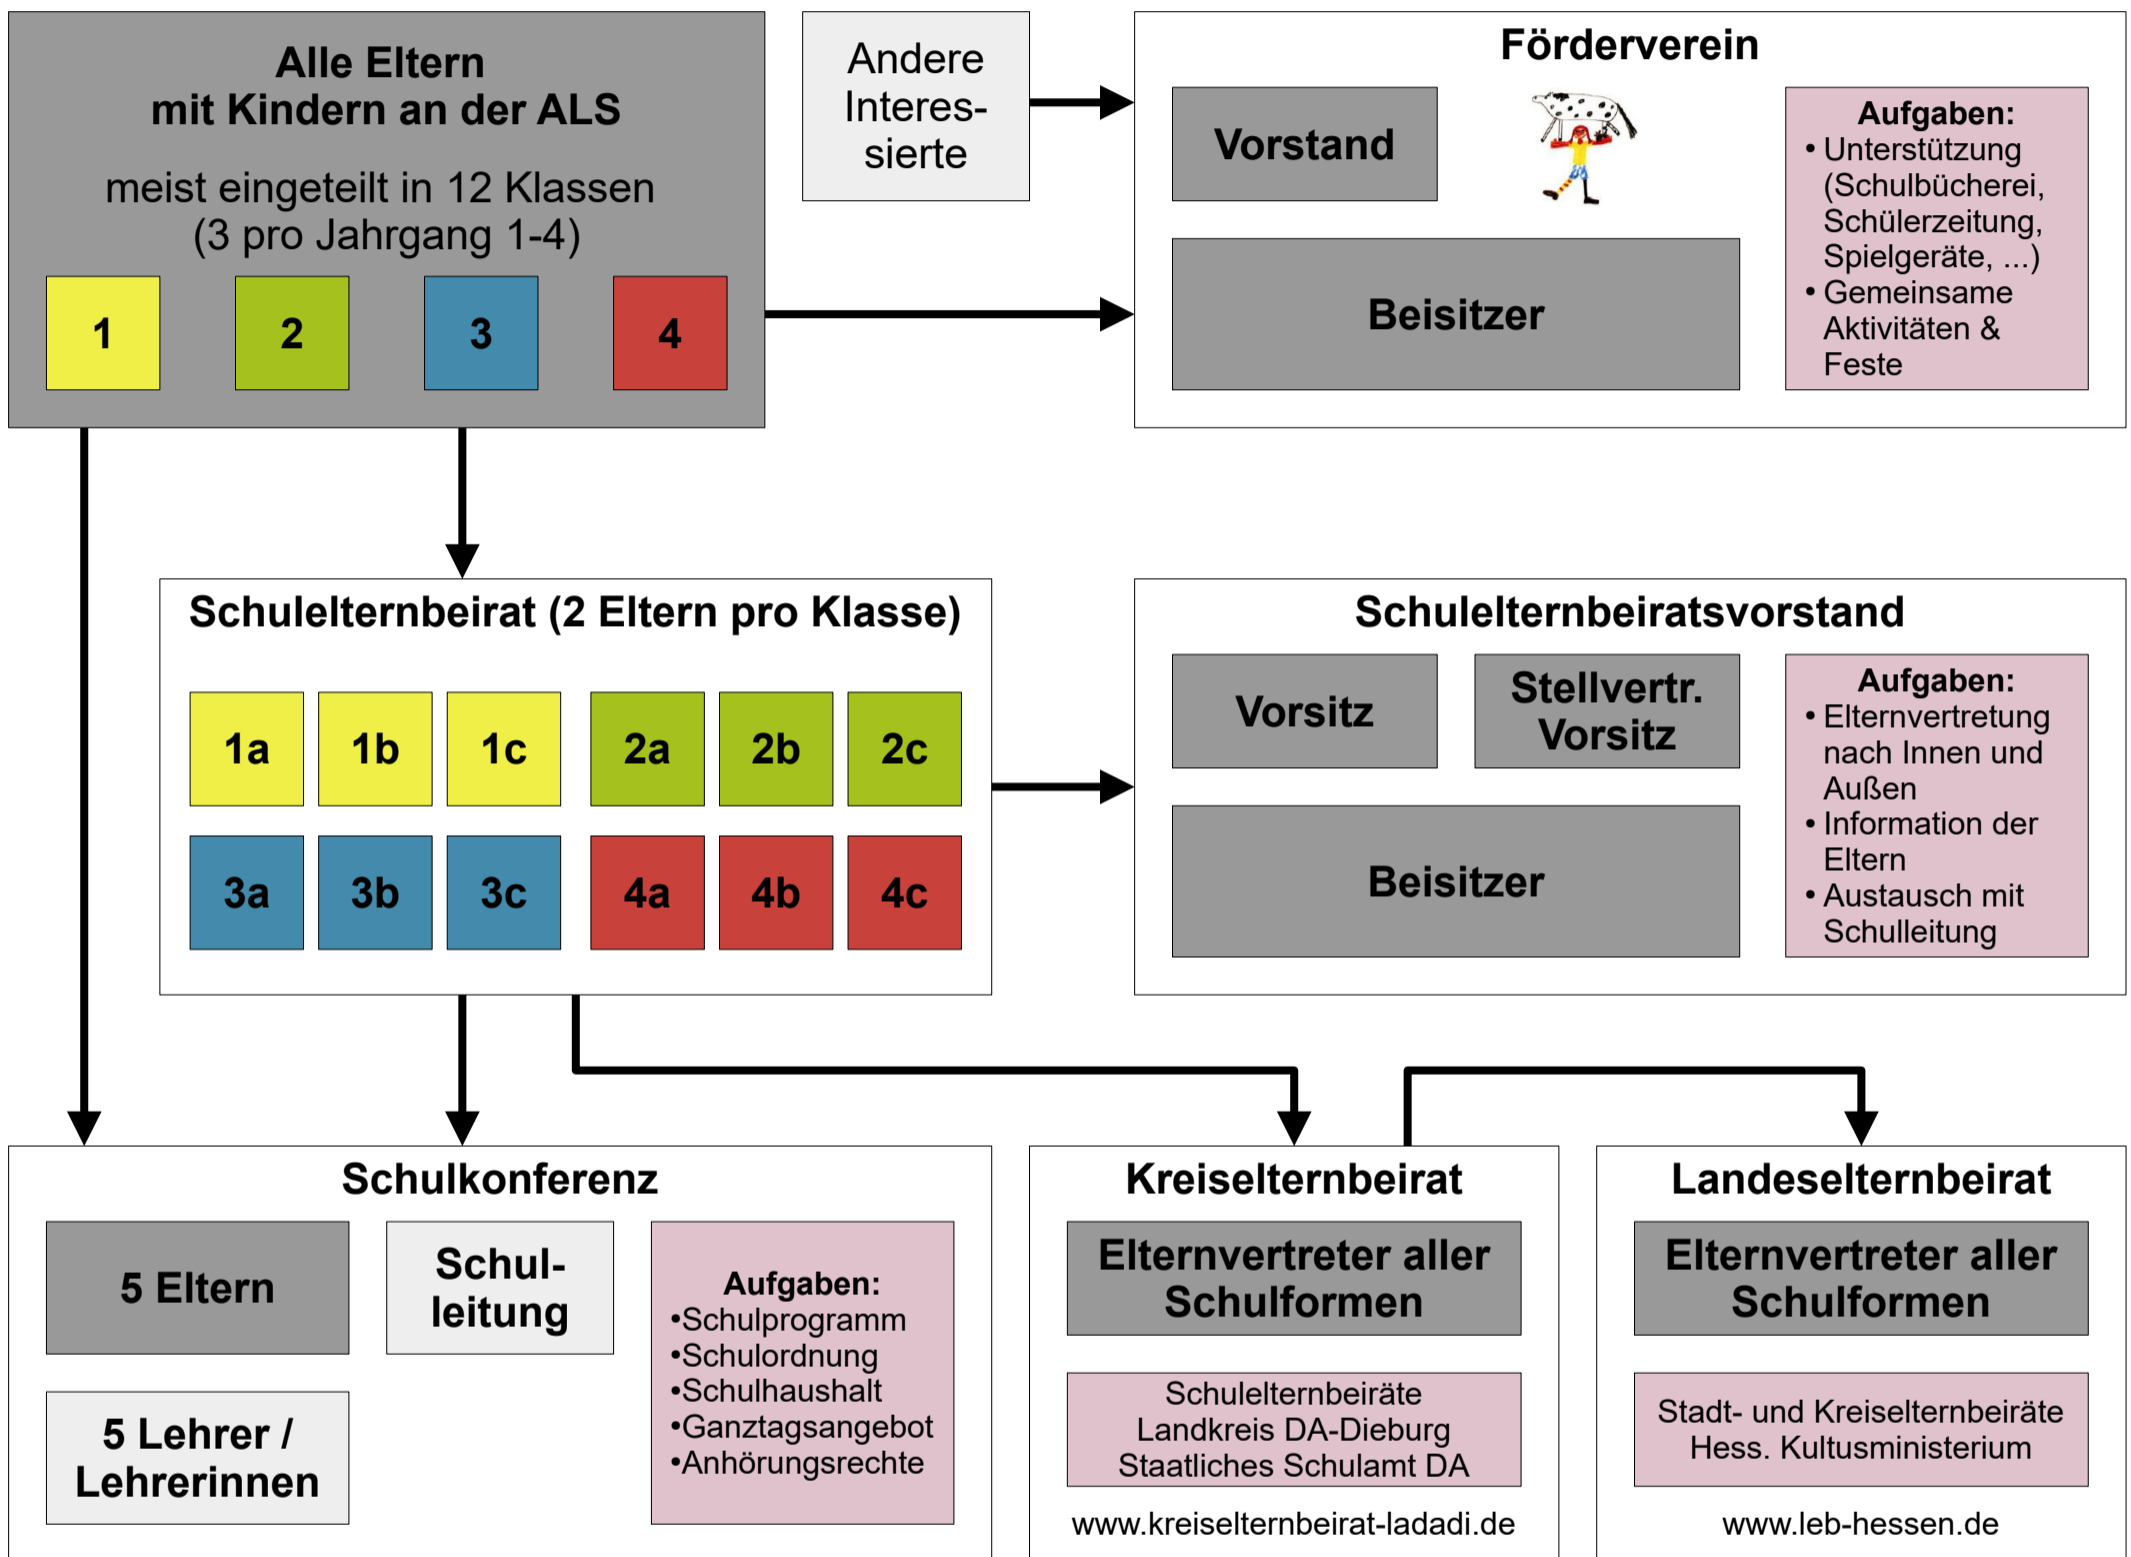 Alle Eltern
mit Kindern an der ALS
meist eingeteilt in 12 Klassen
(3 pro Jahrgang 1-4)
1
2
3
4
Andere
Interes-
sierte
Förderverein
Vorstand
Beisitzer
Aufgaben:
• Unterstützung
(Schulbücherei,
Schülerzeitung,
Spielgeräte, ...)
• Gemeinsame
Aktivitäten &
Feste
Schulelternbeirat (2 Eltern pro Klasse)
1a
1b
1c
2a
2b
2c
3a
3b
3c
4a
4b
4c
Schulelternbeiratsvorstand
Vorsitz
Stellvertr.
Vorsitz
Beisitzer
Aufgaben:
• Elternvertretung
nach Innen und
Außen
• Information der
Eltern
• Austausch mit
Schulleitung
Schulkonferenz
5 Eltern
Schul-
leitung
5 Lehrer /
Lehrerinnen
Aufgaben:
•Schulprogramm
•Schulordnung
•Schulhaushalt
•Ganztagsangebot
•Anhörungsrechte
Kreiselternbeirat
Elternvertreter aller
Schulformen
Schulelternbeiräte
Landkreis DA-Dieburg
Staatliches Schulamt DA
www.kreiselternbeirat-ladadi.de
Landeselternbeirat
Elternvertreter aller
Schulformen
Stadt- und Kreiselternbeiräte
Hess. Kultusministerium
www.leb-hessen.de